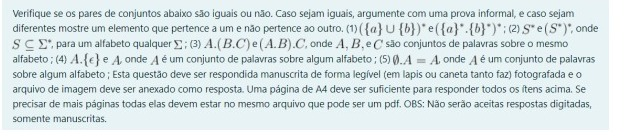 Verifique se os pares de conjuntos abaixo são iguais ou não. Caso sejam iguais, argumente com uma prova informal, e caso sejam
diferentes mostre um elemento que pertence a um e não pertence ao outro. (1) ({a} ∪ {b})* e ({a}*.{b}*)* ; (2) S* e (S*)*, onde
S ⊆ Σ*, para um alfabeto qualquer Σ ; (3) A.(B.C) e (A.B).C, onde A, B, e C são conjuntos de palavras sobre o mesmo
alfabeto ; (4) A.{ϵ} e A, onde A é um conjunto de palavras sobre algum alfabeto ; (5) ∅.A = A, onde A é um conjunto de palavras
sobre algum alfabeto ; Esta questão deve ser respondida manuscrita de forma legível (em lapis ou caneta tanto faz) fotografada e o
arquivo de imagem deve ser anexado como resposta. Uma página de A4 deve ser suficiente para responder todos os ítens acima. Se
precisar de mais páginas todas elas devem estar no mesmo arquivo que pode ser um pdf. OBS: Não serão aceitas respostas digitadas,
somente manuscritas.